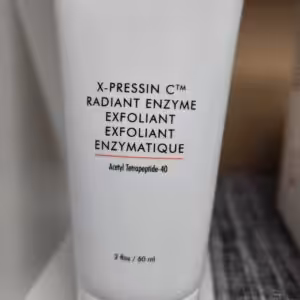 X-PRESSIN C™
RADIANT ENZYME
EXFOLIANT
EXFOLIANT
ENZYMATIQUE
Acetyl Tetrapeptide-40
2 fl oz / 60 ml